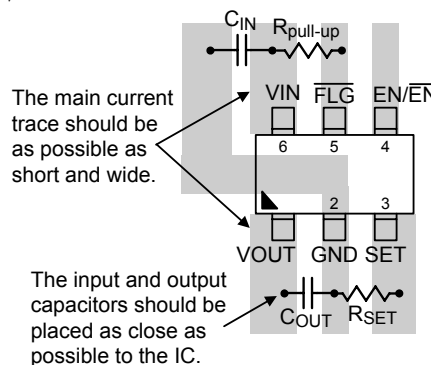 CIN Rpull-up
The main current
trace should be
as possible as
short and wide.
VIN FLG EN/EN
6 5 4
2 3
VOUT GND SET
The input and output
capacitors should be
placed as close as
possible to the IC.
COUT RSET